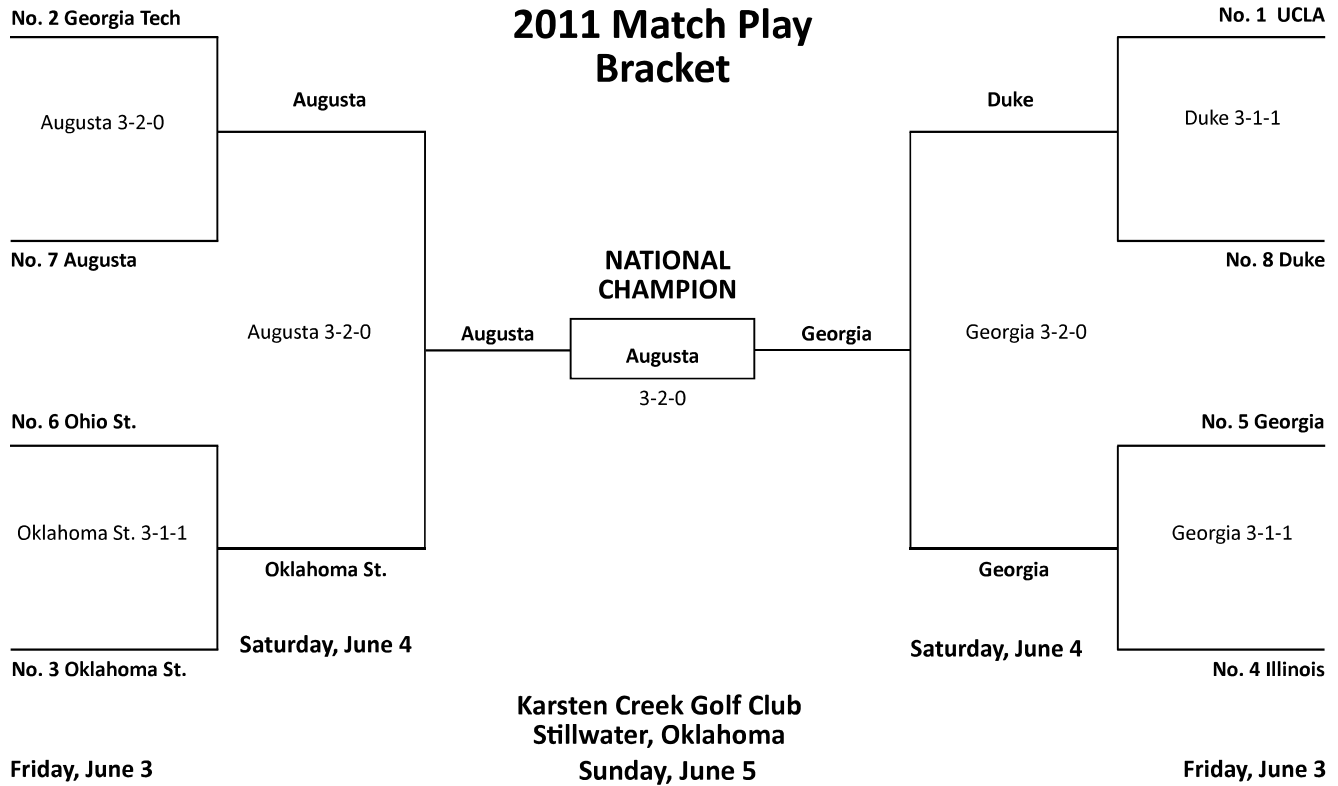 2011 Match Play
Bracket
No. 2 Georgia Tech
Augusta 3-2-0
No. 7 Augusta
Augusta
Augusta 3-2-0
No. 6 Ohio St.
Oklahoma St. 3-1-1
No. 3 Oklahoma St.
Oklahoma St.
Saturday, June 4
Friday, June 3
Augusta
NATIONAL
CHAMPION
Augusta
3-2-0
Georgia
No. 1 UCLA
Duke 3-1-1
No. 8 Duke
Duke
Georgia 3-2-0
No. 5 Georgia
Georgia 3-1-1
No. 4 Illinois
Georgia
Saturday, June 4
Karsten Creek Golf Club
Stillwater, Oklahoma
Sunday, June 5
Friday, June 3